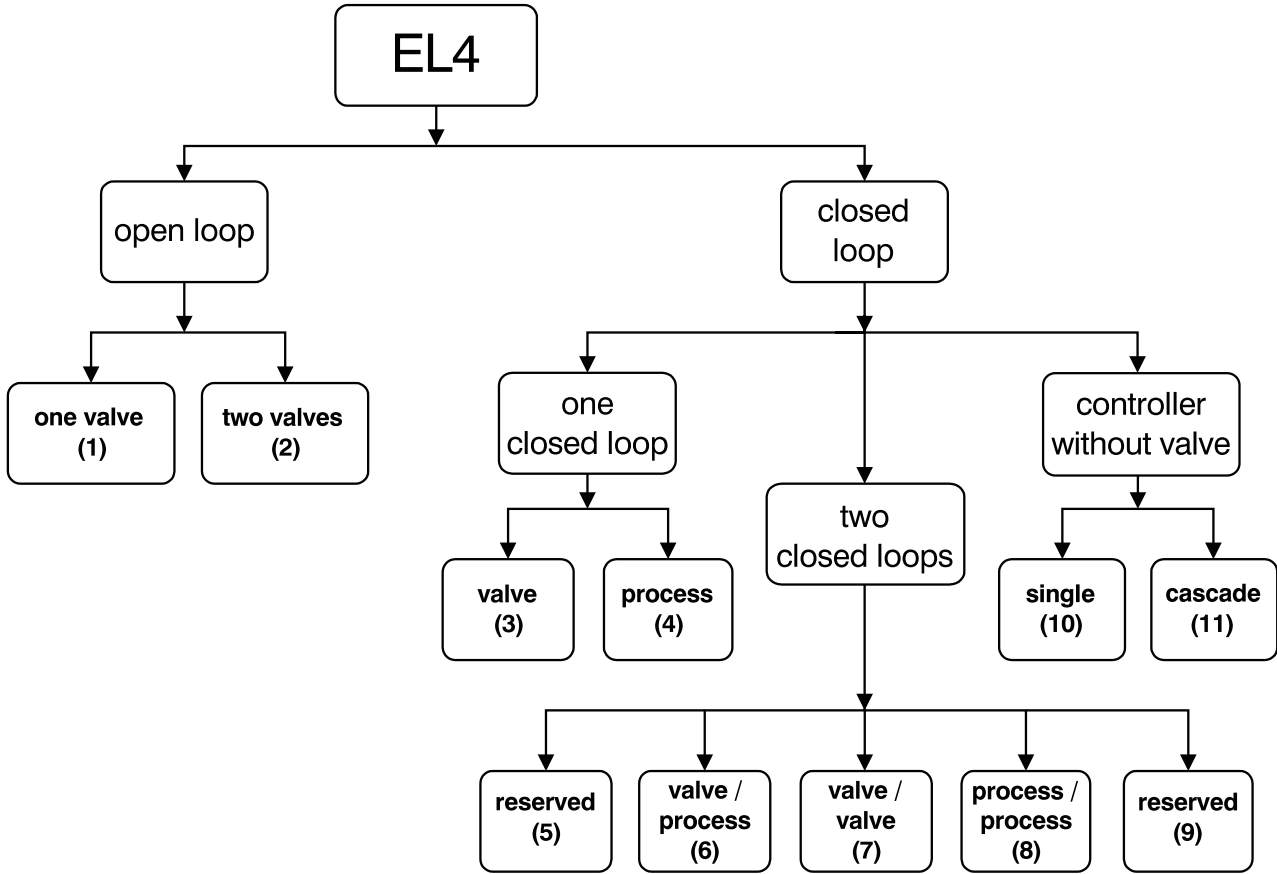 EL4
open loop
closed
loop
one valve
(1)
two valves
(2)
one
closed loop
controller
without valve
two
closed loops
valve
(3)
process
(4)
single
(10)
cascade
(11)
reserved
(5)
valve /
process
(6)
valve /
valve
(7)
process /
process
(8)
reserved
(9)